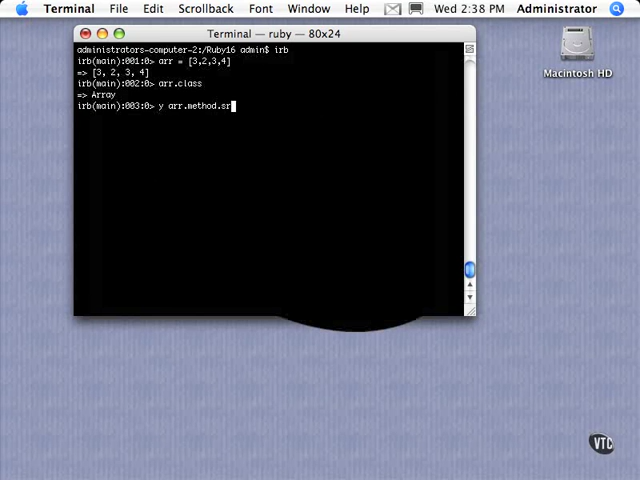 Terminal File Edit Scrollback Font Window Help Wed 2:38 PM Administrator
Terminal — ruby — 80x24
administrators-computer-2:/Ruby16 admin$ irb
irb(main):001:0> arr = [3,2,3,4]
=> [3, 2, 3, 4]
irb(main):002:0> arr.class
=> Array
irb(main):003:0> y arr.method.sr
Macintosh HD
VTC